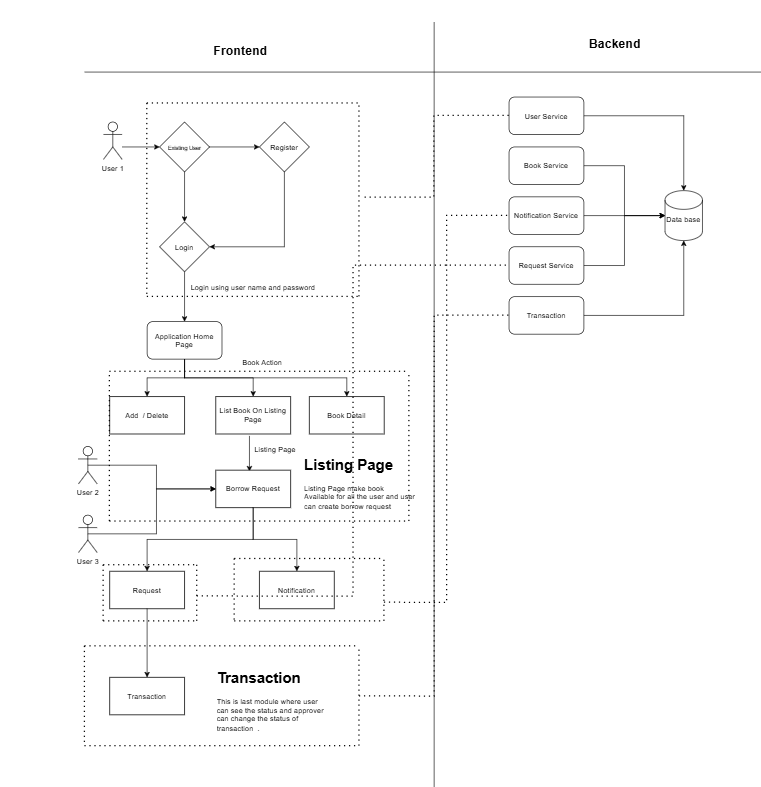 Frontend
Backend
User 1
Existing User
Register
Login
Login using user name and password
User Service
Book Service
Notification Service
Request Service
Transaction
Data base
Application Home
Page
Book Action
Add / Delete
List Book On Listing
Page
Book Detail
Listing Page
User 2
Borrow Request
Listing Page
Listing Page make book
Available for all the user and user
can create borrow request
User 3
Request
Notification
Transaction
Transaction
This is last module where user
can see the status and approver
can change the status of
transaction .